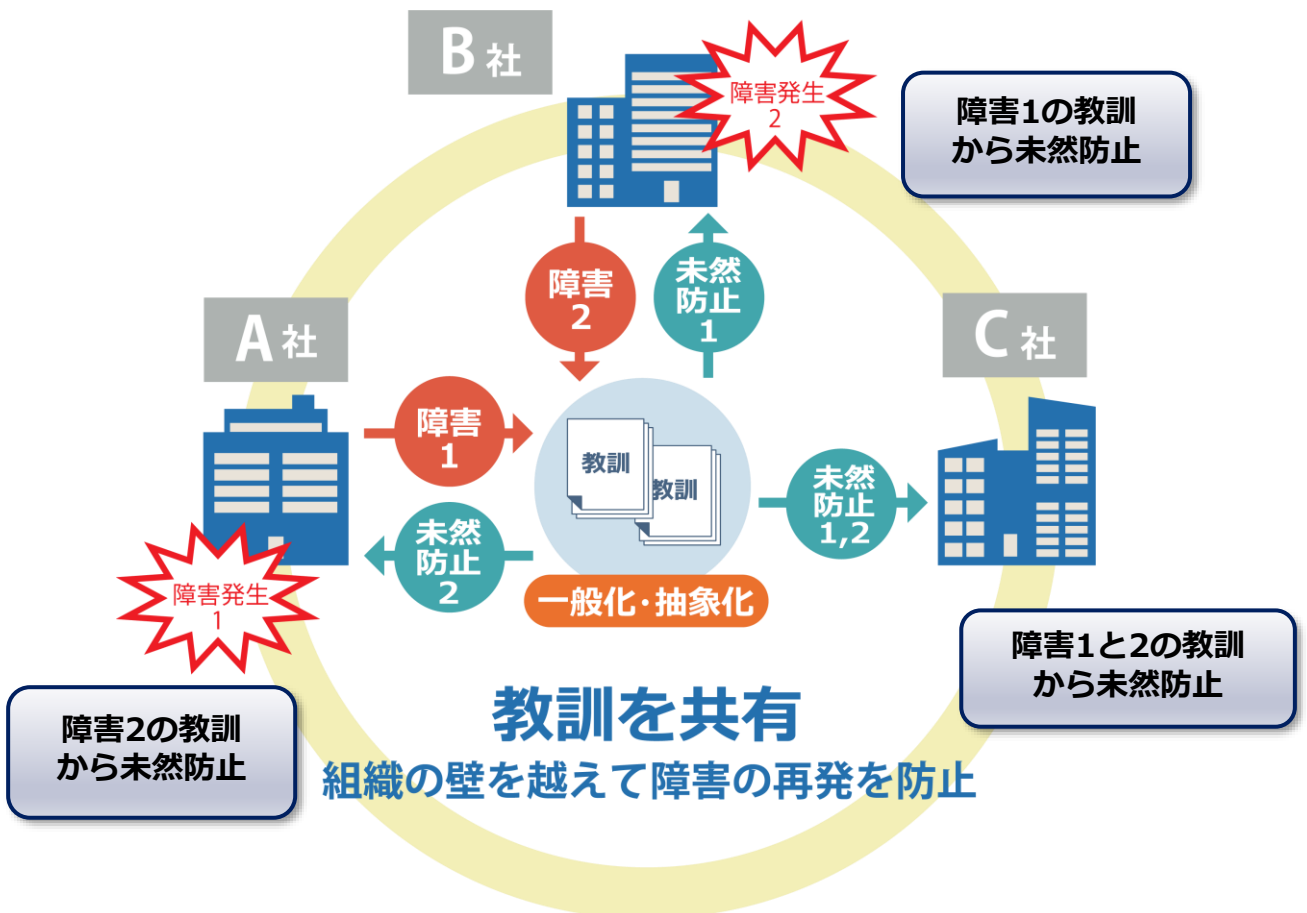 B社
障害発生
2
障害1の教訓
から未然防止
障害
2
未然
防止
1
A社
C社
障害
1
教訓
教訓
未然
防止
1,2
未然
防止
2
一般化・抽象化
障害発生
1
障害1と2の教訓
から未然防止
障害2の教訓
から未然防止
教訓を共有
組織の壁を越えて障害の再発を防止